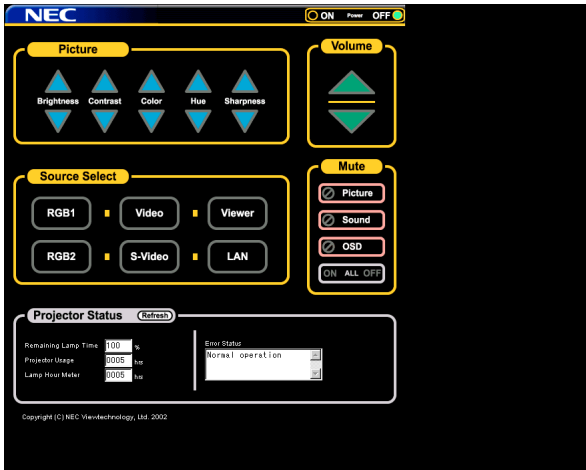 NEC
ON Power OFF
Picture
Brightness Contrast Color Hue Sharpness
Volume
Source Select
RGB1 Video Viewer
RGB2 S-Video LAN
Mute
Picture
Sound
OSD
ON ALL OFF
Projector Status Refresh
Remaining Lamp Time 100 %
Projector Usage 0005 hrs
Lamp Hour Meter 0005 hrs
Error Status
Normal operation
Copyright (C) NEC Viewtechnology, Ltd. 2002